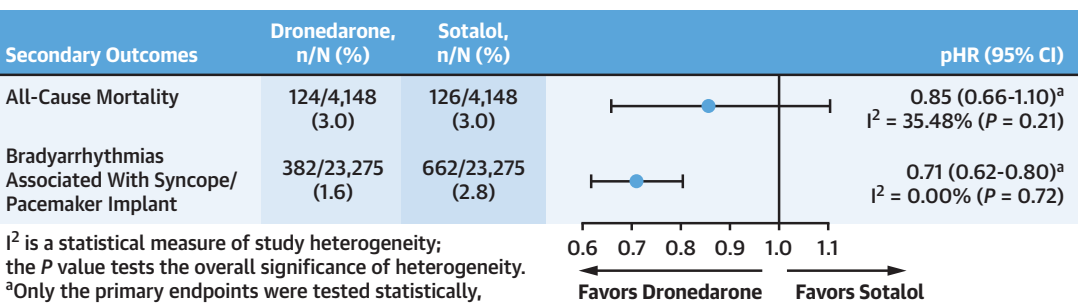 Secondary Outcomes Dronedarone, n/N (%) Sotalol, n/N (%) pHR (95% CI)
All-Cause Mortality 124/4,148 (3.0) 126/4,148 (3.0) 0.85 (0.66-1.10)ᵃ
I² = 35.48% (P = 0.21)
Bradyarrhythmias
Associated With Syncope/
Pacemaker Implant 382/23,275 (1.6) 662/23,275 (2.8) 0.71 (0.62-0.80)ᵃ
I² = 0.00% (P = 0.72)
0.6 0.7 0.8 0.9 1.0 1.1
Favors Dronedarone Favors Sotalol
I² is a statistical measure of study heterogeneity;
the P value tests the overall significance of heterogeneity.
ᵃOnly the primary endpoints were tested statistically,